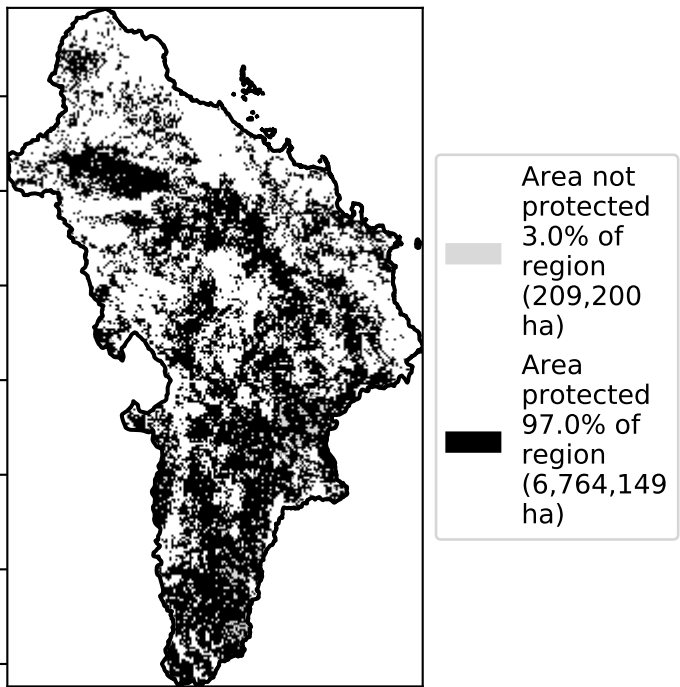 Area not
protected
3.0% of
region
(209,200
ha)
Area
protected
97.0% of
region
(6,764,149
ha)